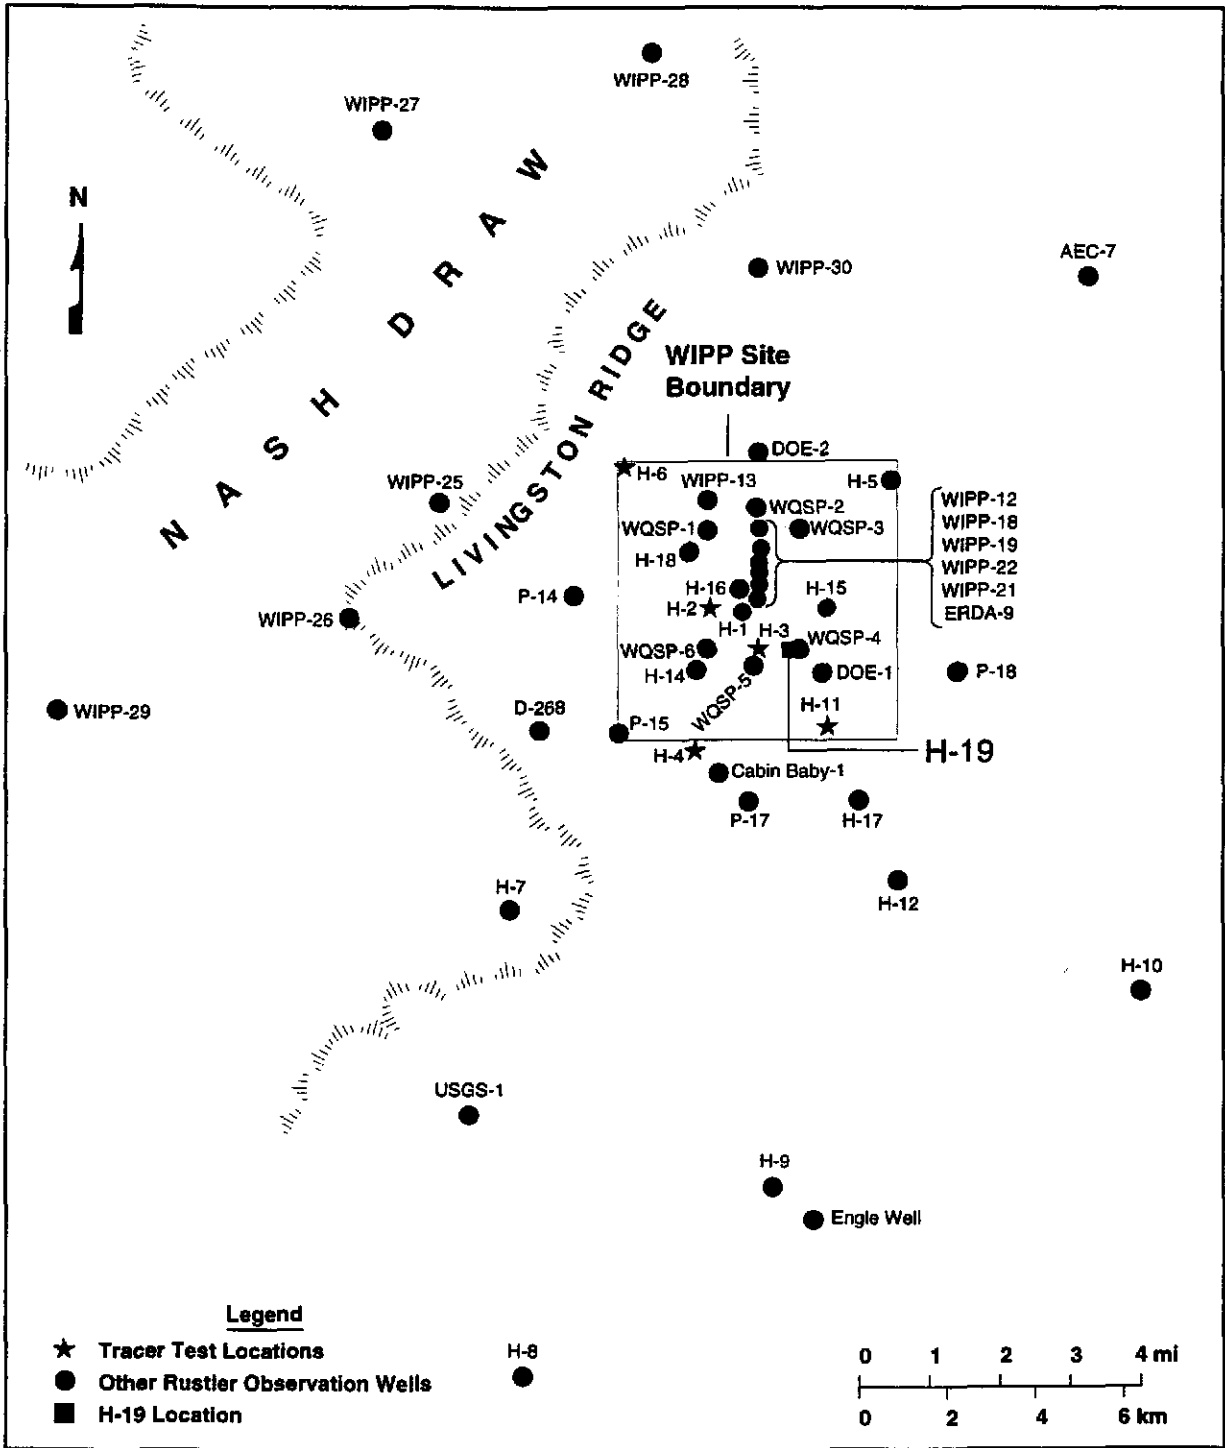 WIPP-28
WIPP-27
N
NASH DRAW
AEC-7
WIPP-30
LIVINGSTON RIDGE
WIPP Site
Boundary
DOE-2
H-6
WIPP-13
H-5
WIPP-25
WQSP-2
WIPP-12
WQSP-1
WQSP-3
WIPP-18
H-18
WIPP-19
WIPP-22
P-14
H-16
H-15
WIPP-21
H-2
ERDA-9
WIPP-26
H-1
H-3
WQSP-4
WQSP-6
H-14
DOE-1
P-18
WQSP-5
WIPP-29
D-268
P-15
H-11
H-4
H-19
Cabin Baby-1
P-17
H-17
H-7
H-12
H-10
USGS-1
H-9
Engle Well
Legend
Tracer Test Locations
Other Rustler Observation Wells
H-19 Location
H-8
0 1 2 3 4 mi
0 2 4 6 km